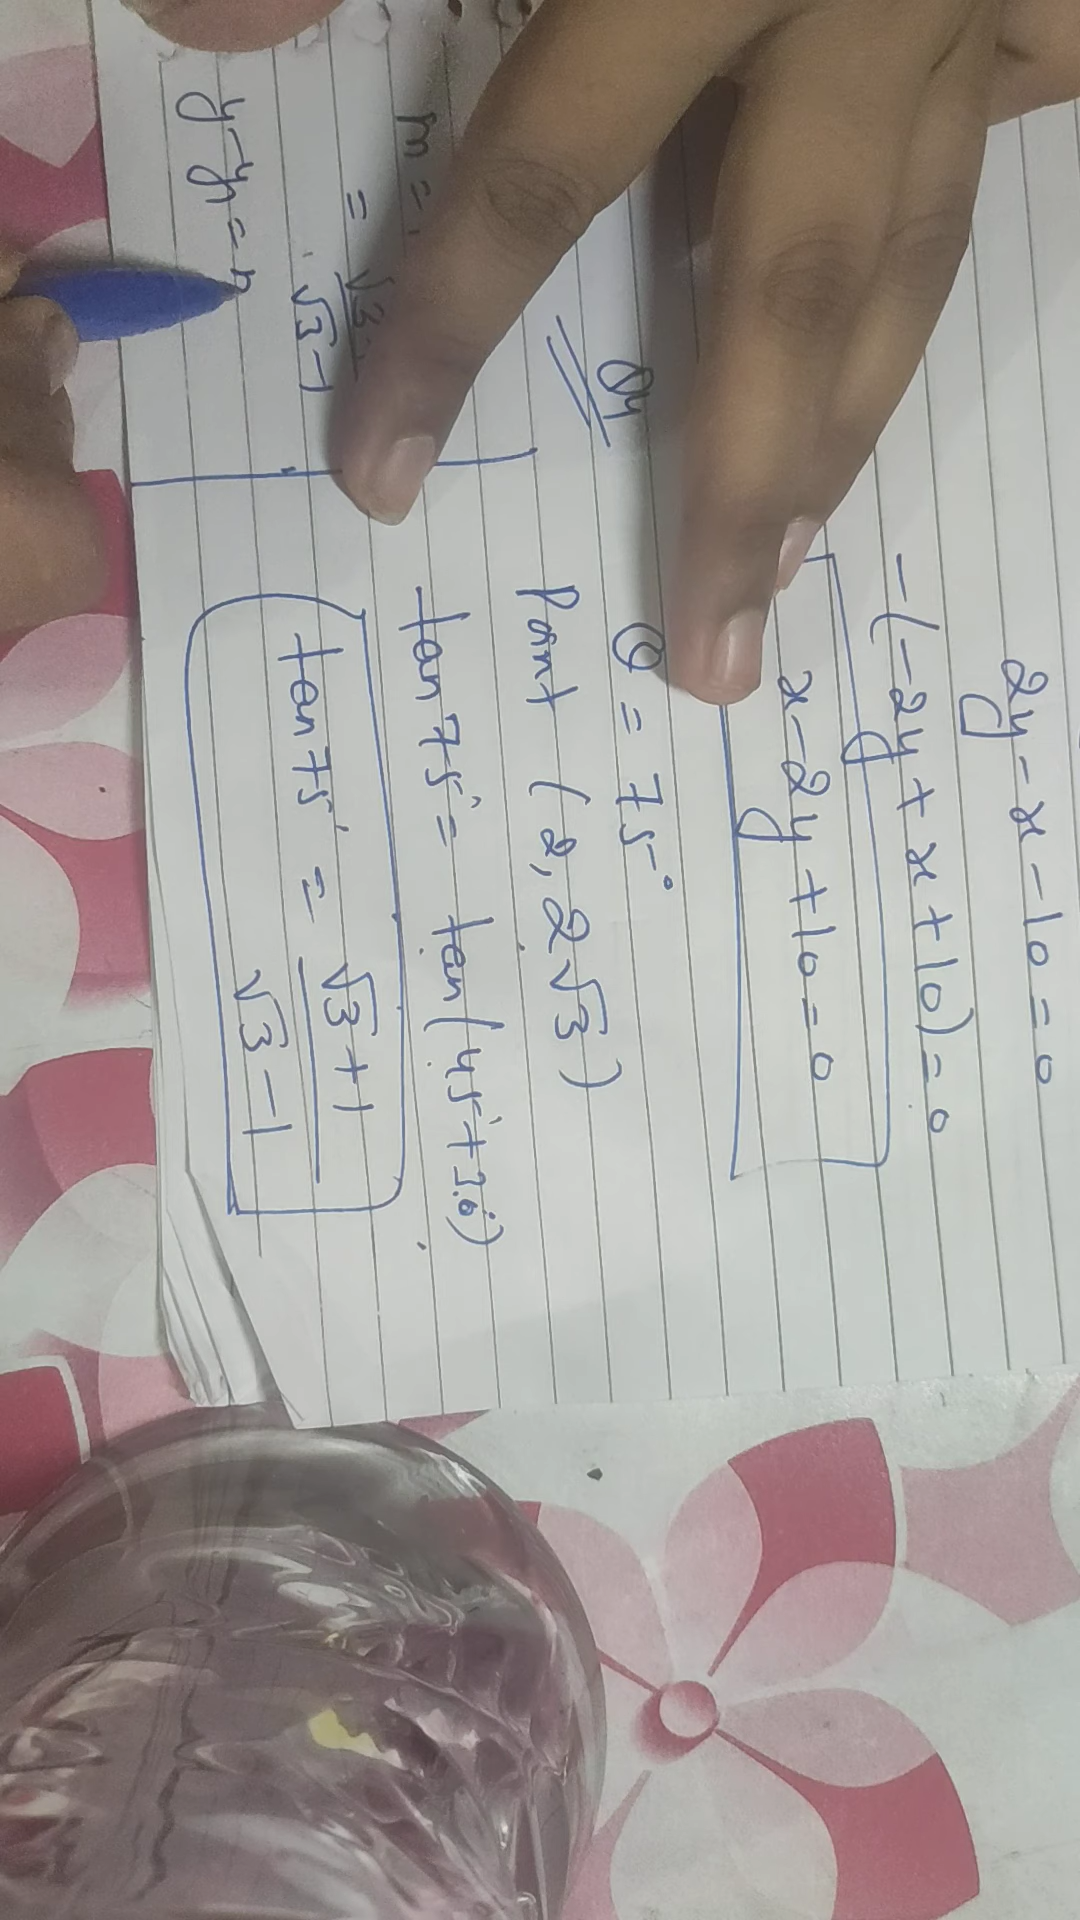 2y - x - 10 = 0
-(-2y + x + 10) = 0
x - 2y + 10 = 0
Q4
θ = 75°
Point (2, 2√3)
tan 75° = tan(45° + 30°)
tan 75° = √3 + 1
√3 - 1
m =
= √3
√3 - 1
y - y₁ =